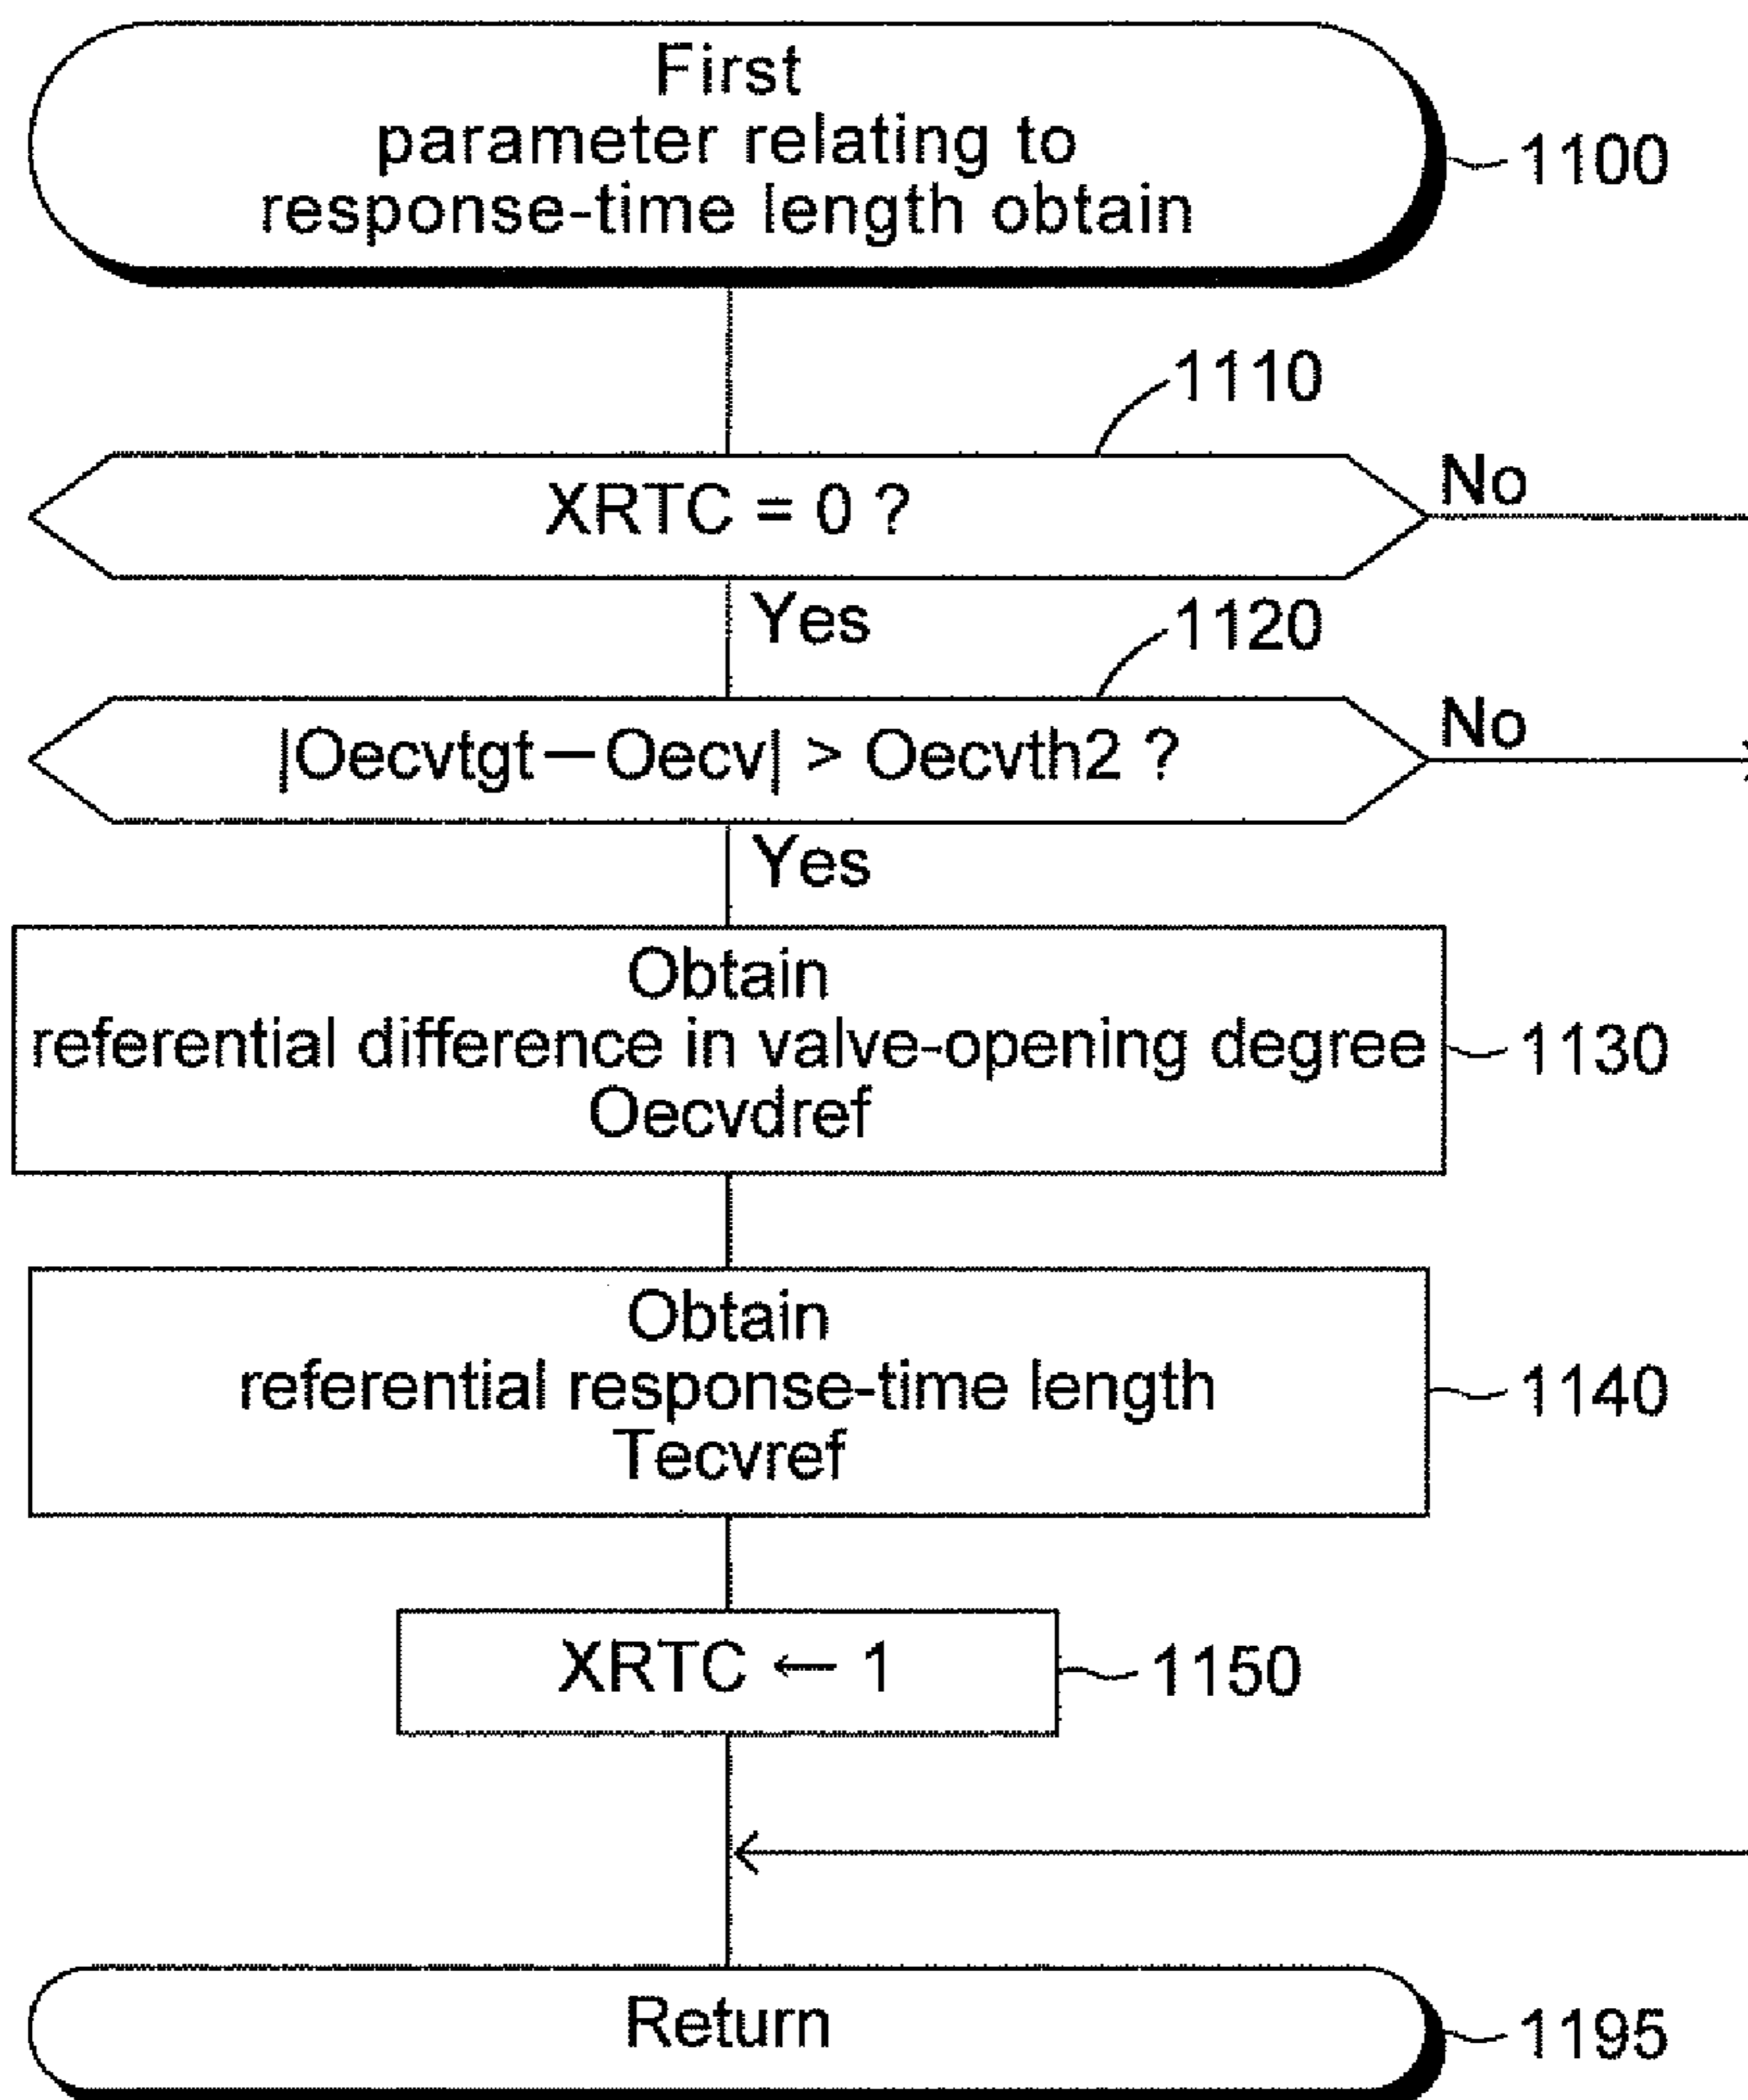 First
parameter relating to
response-time length obtain
1100
1110
XRTC = 0 ?
No
Yes
1120
|Oecvtgt－Oecv| > Oecvth2 ?
No
Yes
Obtain
referential difference in valve-opening degree
Oecvdref
1130
Obtain
referential response-time length
Tecvref
1140
XRTC ← 1
1150
Return
1195